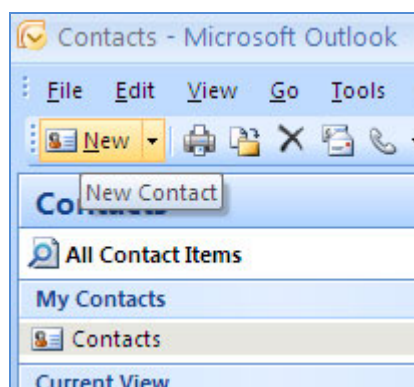 Contacts - Microsoft Outlook
File Edit View Go Tools
New
New Contact
All Contact Items
My Contacts
Contacts
Current View